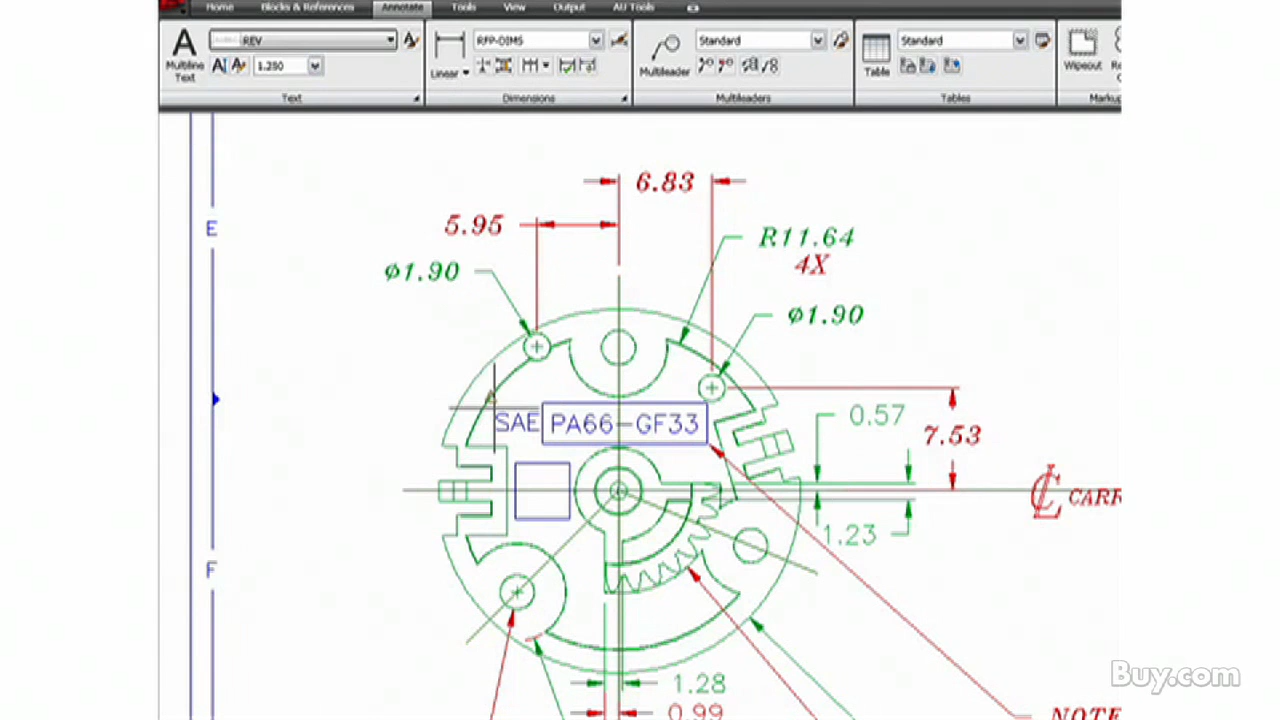 Home Blocks & References Annotate Tools View Output
A REV RFP-DIMS Standard Standard
Multiline Text 1.250 Linear Multileader Table Wipeout
Text Dimensions Multileaders Tables Markup
6.83
5.95
E
R11.64
4X
ø1.90
ø1.90
0.57
SAE PA66-GF33
7.53
CL CARR
1.23
F
1.28
0.99
NOTE
Buy.com